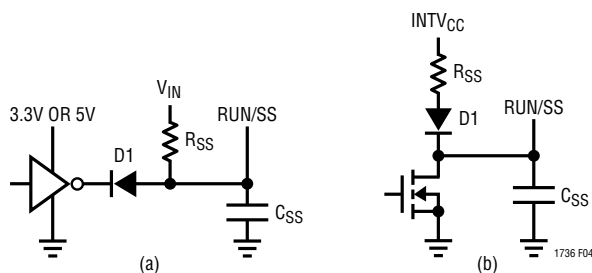 3.3V OR 5V
D1
VIN
RSS
RUN/SS
CSS
(a)
INTVCC
RSS
D1
RUN/SS
CSS
(b)
1736 F04